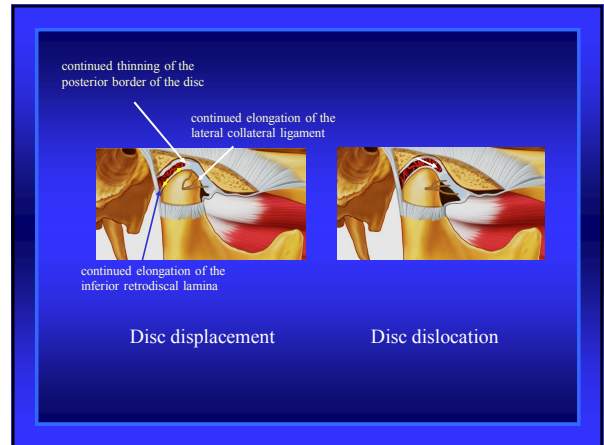 continued thinning of the
posterior border of the disc
continued elongation of the
lateral collateral ligament
continued elongation of the
inferior retrodiscal lamina
Disc displacement
Disc dislocation